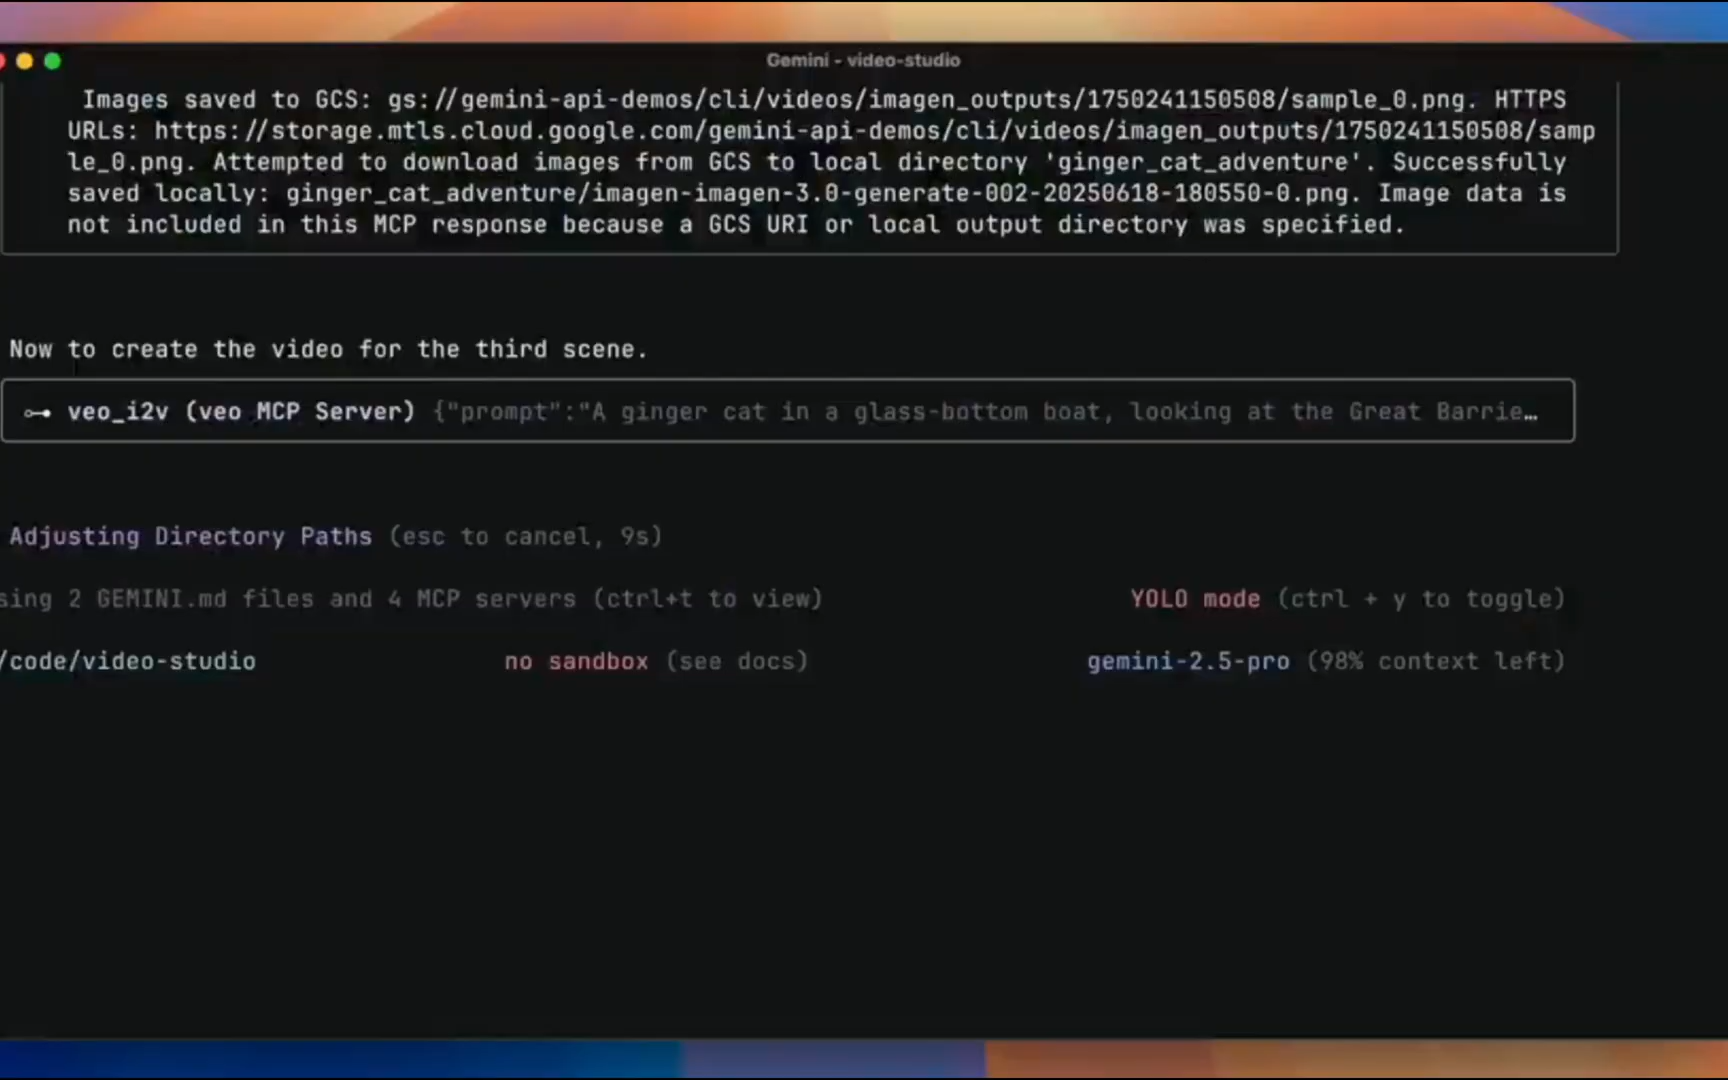 Gemini - video-studio
Images saved to GCS: gs://gemini-api-demos/cli/videos/imagen_outputs/1750241150508/sample_0.png. HTTPS
URLs: https://storage.mtls.cloud.google.com/gemini-api-demos/cli/videos/imagen_outputs/1750241150508/samp
le_0.png. Attempted to download images from GCS to local directory 'ginger_cat_adventure'. Successfully
saved locally: ginger_cat_adventure/imagen-imagen-3.0-generate-002-20250618-180550-0.png. Image data is
not included in this MCP response because a GCS URI or local output directory was specified.
Now to create the video for the third scene.
veo_i2v (veo MCP Server) {"prompt":"A ginger cat in a glass-bottom boat, looking at the Great Barrie…
Adjusting Directory Paths (esc to cancel, 9s)
sing 2 GEMINI.md files and 4 MCP servers (ctrl+t to view) YOLO mode (ctrl + y to toggle)
/code/video-studio no sandbox (see docs) gemini-2.5-pro (98% context left)